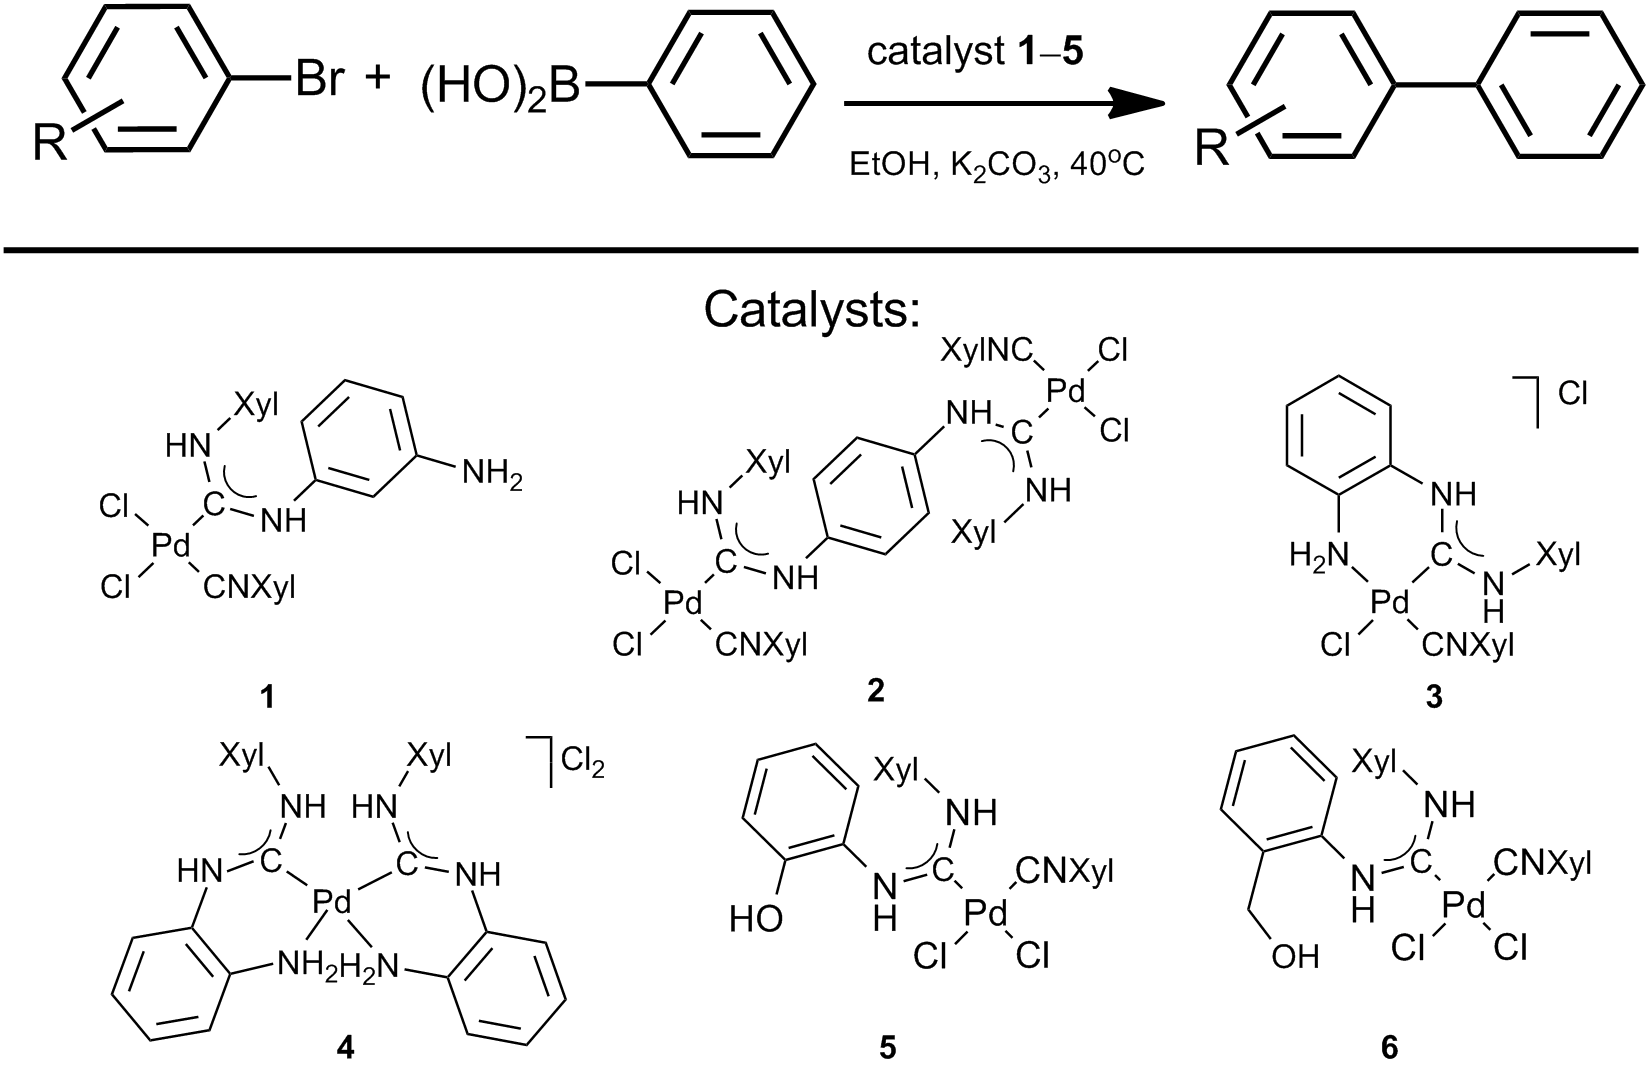 Br + (HO)2B catalyst 1–5
R EtOH, K2CO3, 40oC R
Catalysts:
Xyl
HN
NH2
Cl C NH
Pd
Cl CNXyl
1
XylNC Cl
Pd
NH C Cl
Xyl
HN NH
Xyl
Cl C NH
Pd
Cl CNXyl
2
Cl
NH
H2N C Xyl
N
H
Pd
Cl CNXyl
3
Xyl Xyl Cl2
NH HN
HN C C NH
Pd
NH2 H2N
4
Xyl
NH
C CNXyl
N
H
HO Pd
Cl Cl
5
Xyl
NH
C CNXyl
N
H
Pd
OH Cl Cl
6